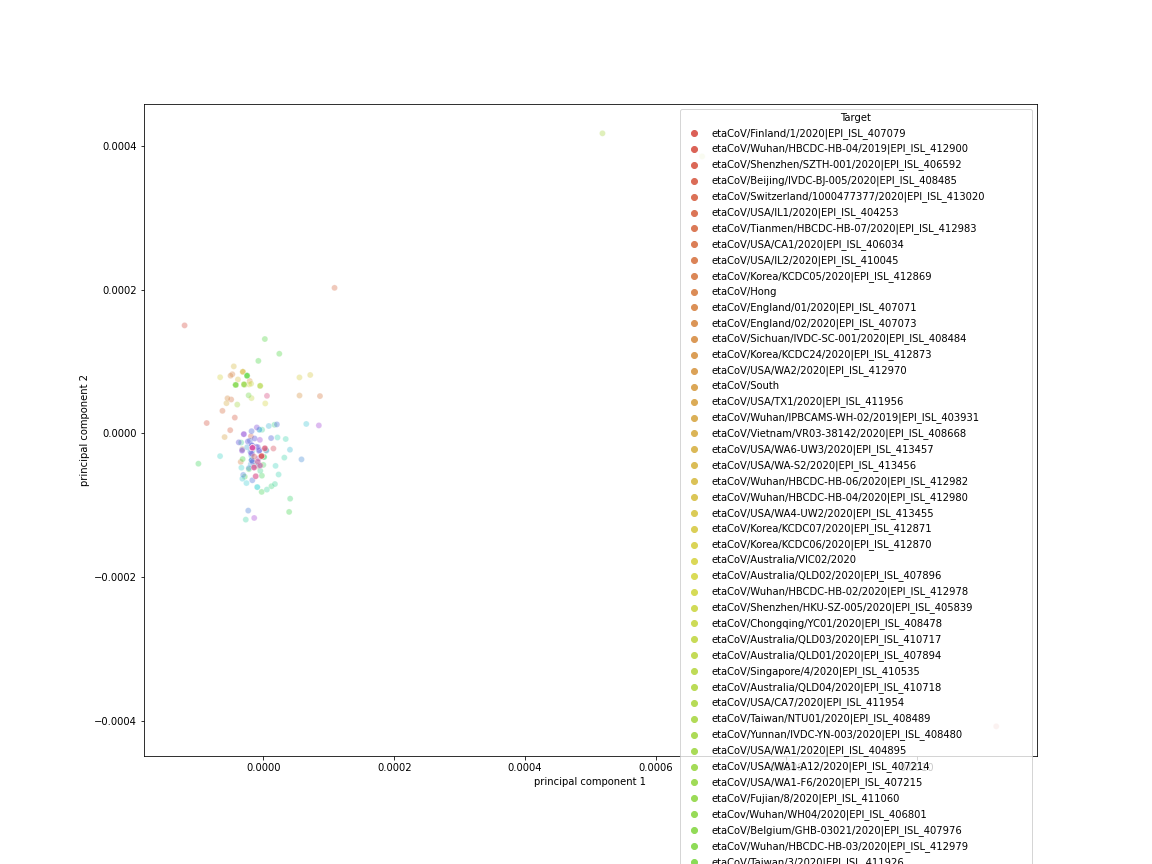 Target
etaCoV/Finland/1/2020|EPI_ISL_407079
etaCoV/Wuhan/HBCDC-HB-04/2019|EPI_ISL_412900
etaCoV/Shenzhen/SZTH-001/2020|EPI_ISL_406592
etaCoV/Beijing/IVDC-BJ-005/2020|EPI_ISL_408485
etaCoV/Switzerland/1000477377/2020|EPI_ISL_413020
etaCoV/USA/IL1/2020|EPI_ISL_404253
etaCoV/Tianmen/HBCDC-HB-07/2020|EPI_ISL_412983
etaCoV/USA/CA1/2020|EPI_ISL_406034
etaCoV/USA/IL2/2020|EPI_ISL_410045
etaCoV/Korea/KCDC05/2020|EPI_ISL_412869
etaCoV/Hong
etaCoV/England/01/2020|EPI_ISL_407071
etaCoV/England/02/2020|EPI_ISL_407073
etaCoV/Sichuan/IVDC-SC-001/2020|EPI_ISL_408484
etaCoV/Korea/KCDC24/2020|EPI_ISL_412873
etaCoV/USA/WA2/2020|EPI_ISL_412970
etaCoV/South
etaCoV/USA/TX1/2020|EPI_ISL_411956
etaCoV/Wuhan/IPBCAMS-WH-02/2019|EPI_ISL_403931
etaCoV/Vietnam/VR03-38142/2020|EPI_ISL_408668
etaCoV/USA/WA6-UW3/2020|EPI_ISL_413457
etaCoV/USA/WA-S2/2020|EPI_ISL_413456
etaCoV/Wuhan/HBCDC-HB-06/2020|EPI_ISL_412982
etaCoV/Wuhan/HBCDC-HB-04/2020|EPI_ISL_412980
etaCoV/USA/WA4-UW2/2020|EPI_ISL_413455
etaCoV/Korea/KCDC07/2020|EPI_ISL_412871
etaCoV/Korea/KCDC06/2020|EPI_ISL_412870
etaCoV/Australia/VIC02/2020
etaCoV/Australia/QLD02/2020|EPI_ISL_407896
etaCoV/Wuhan/HBCDC-HB-02/2020|EPI_ISL_412978
etaCoV/Shenzhen/HKU-SZ-005/2020|EPI_ISL_405839
etaCoV/Chongqing/YC01/2020|EPI_ISL_408478
etaCoV/Australia/QLD03/2020|EPI_ISL_410717
etaCoV/Australia/QLD01/2020|EPI_ISL_407894
etaCoV/Singapore/4/2020|EPI_ISL_410535
etaCoV/Australia/QLD04/2020|EPI_ISL_410718
etaCoV/USA/CA7/2020|EPI_ISL_411954
etaCoV/Taiwan/NTU01/2020|EPI_ISL_408489
etaCoV/Yunnan/IVDC-YN-003/2020|EPI_ISL_408480
etaCoV/USA/WA1/2020|EPI_ISL_404895
etaCoV/USA/WA1-A12/2020|EPI_ISL_407214
etaCoV/USA/WA1-F6/2020|EPI_ISL_407215
etaCoV/Fujian/8/2020|EPI_ISL_411060
etaCov/Wuhan/WH04/2020|EPI_ISL_406801
etaCoV/Belgium/GHB-03021/2020|EPI_ISL_407976
etaCoV/Wuhan/HBCDC-HB-03/2020|EPI_ISL_412979
etaCoV/Taiwan/3/2020|EPI_ISL_411926
0.0004
0.0002
0.0000
−0.0002
−0.0004
principal component 2
0.0000
0.0002
0.0004
0.0006
principal component 1